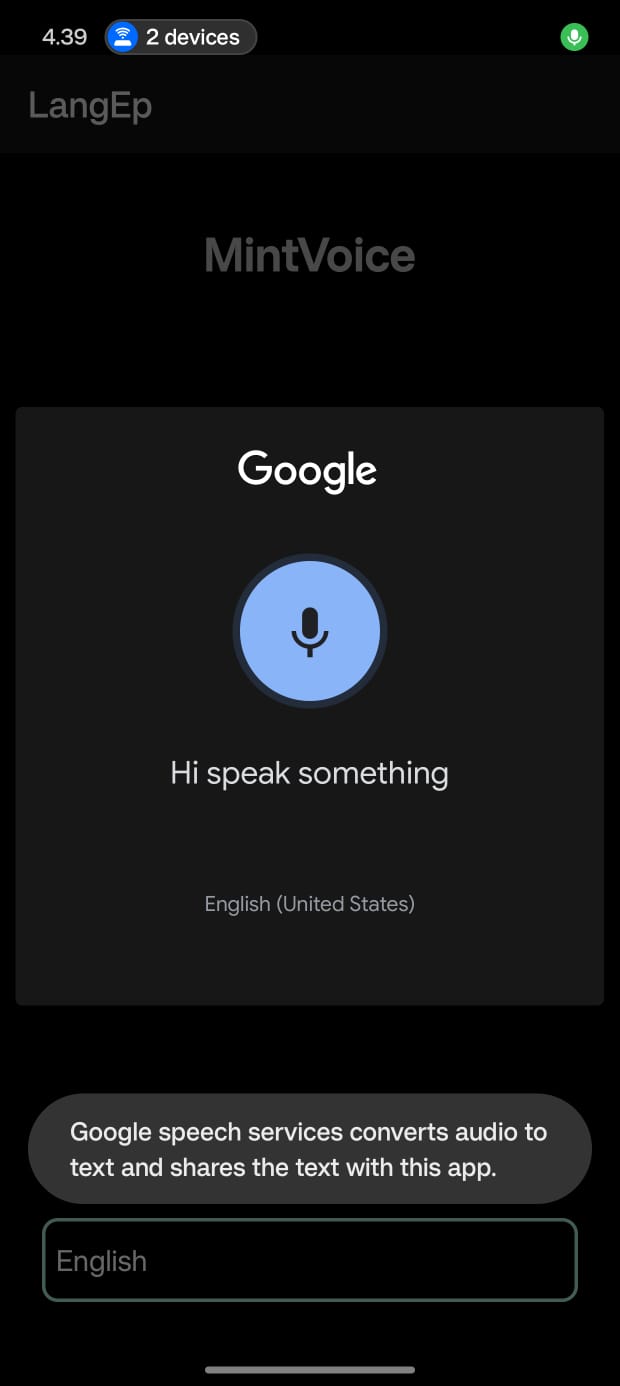 4.39 2 devices
LangEp
MintVoice
Google
Hi speak something
English (United States)
Google speech services converts audio to
text and shares the text with this app.
English